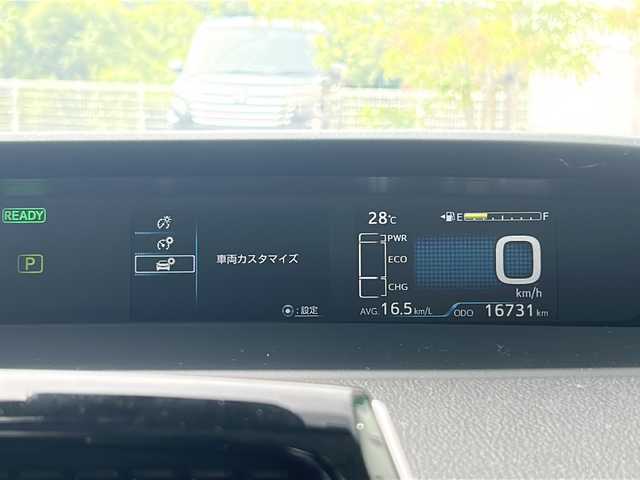 READY
P
車両カスタマイズ
:設定
28℃
E F
PWR
ECO
CHG
0
km/h
AVG. 16.5 km/L
ODO 16731 km